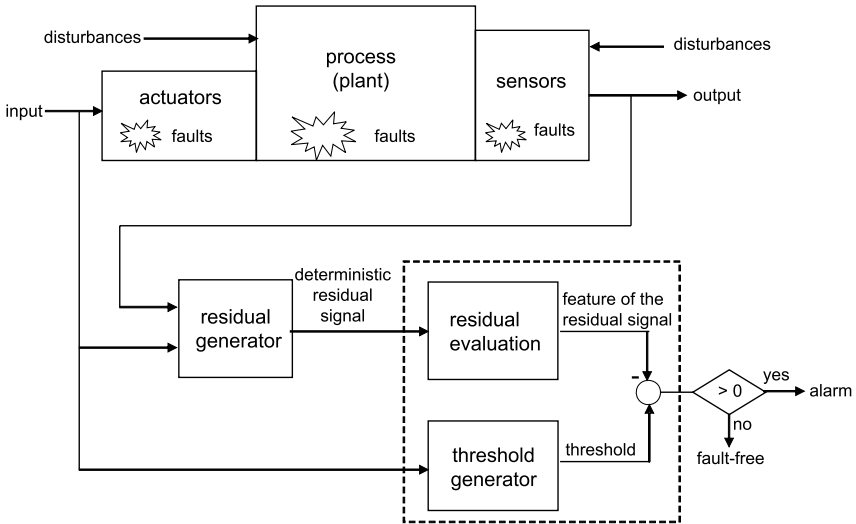 disturbances
process
(plant)
sensors
disturbances
actuators
input
output
faults
faults
faults
deterministic
residual
signal
feature of the
residual signal
residual
generator
residual
evaluation
-
> 0
yes
alarm
no
fault-free
threshold
generator
threshold